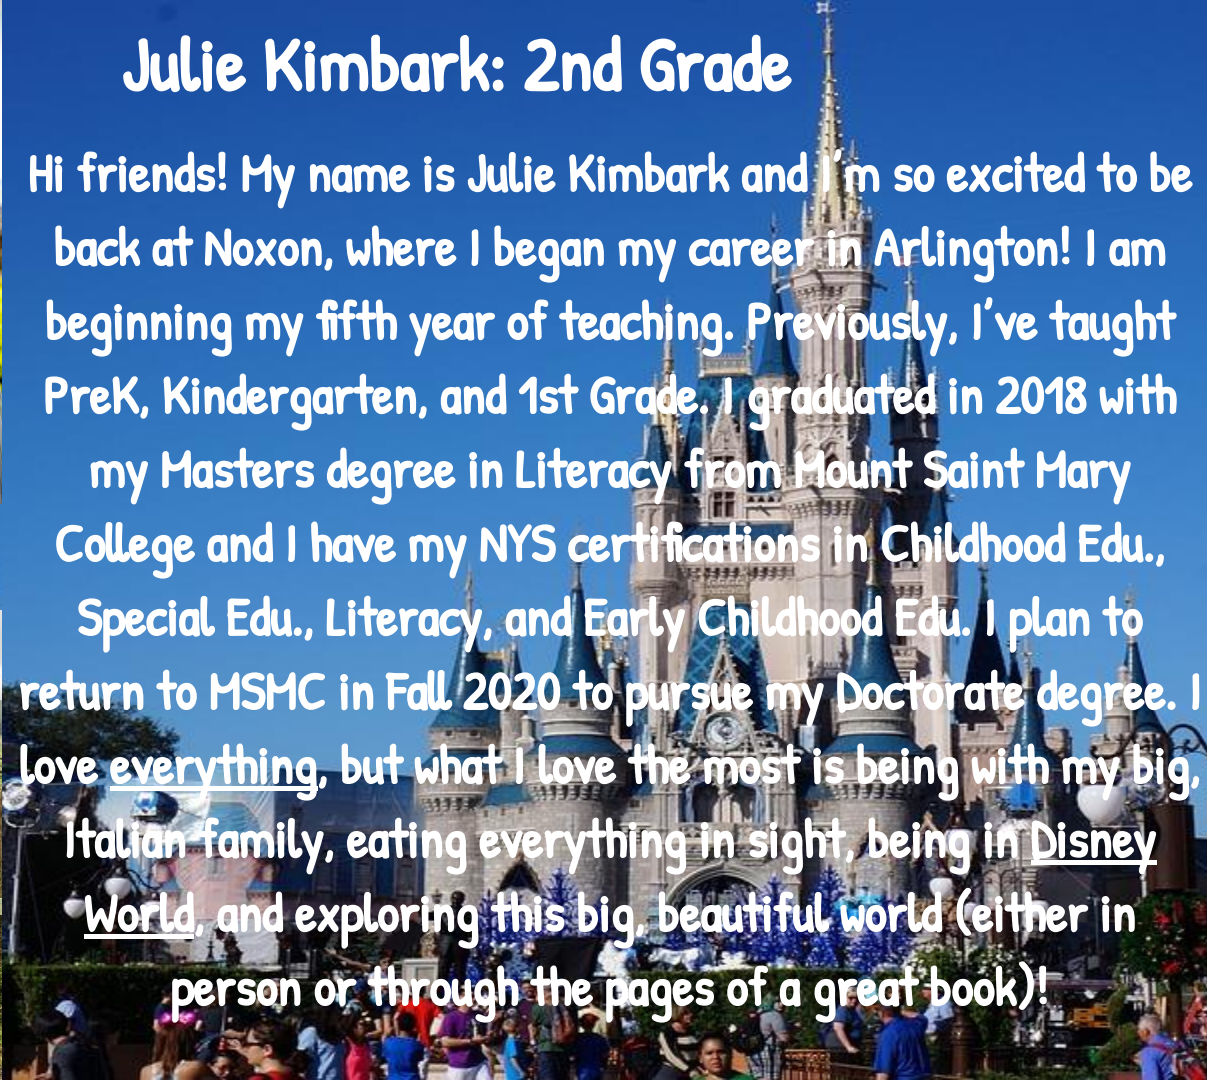 Julie Kimbark: 2nd Grade
Hi friends! My name is Julie Kimbark and I'm so excited to be
back at Noxon, where I began my career in Arlington! I am
beginning my fifth year of teaching. Previously, I've taught
PreK, Kindergarten, and 1st Grade. I graduated in 2018 with
my Masters degree in Literacy from Mount Saint Mary
College and I have my NYS certifications in Childhood Edu.,
Special Edu., Literacy, and Early Childhood Edu. I plan to
return to MSMC in Fall 2020 to pursue my Doctorate degree. I
love everything, but what I love the most is being with my big,
Italian family, eating everything in sight, being in Disney
World, and exploring this big, beautiful world (either in
person or through the pages of a great book)!